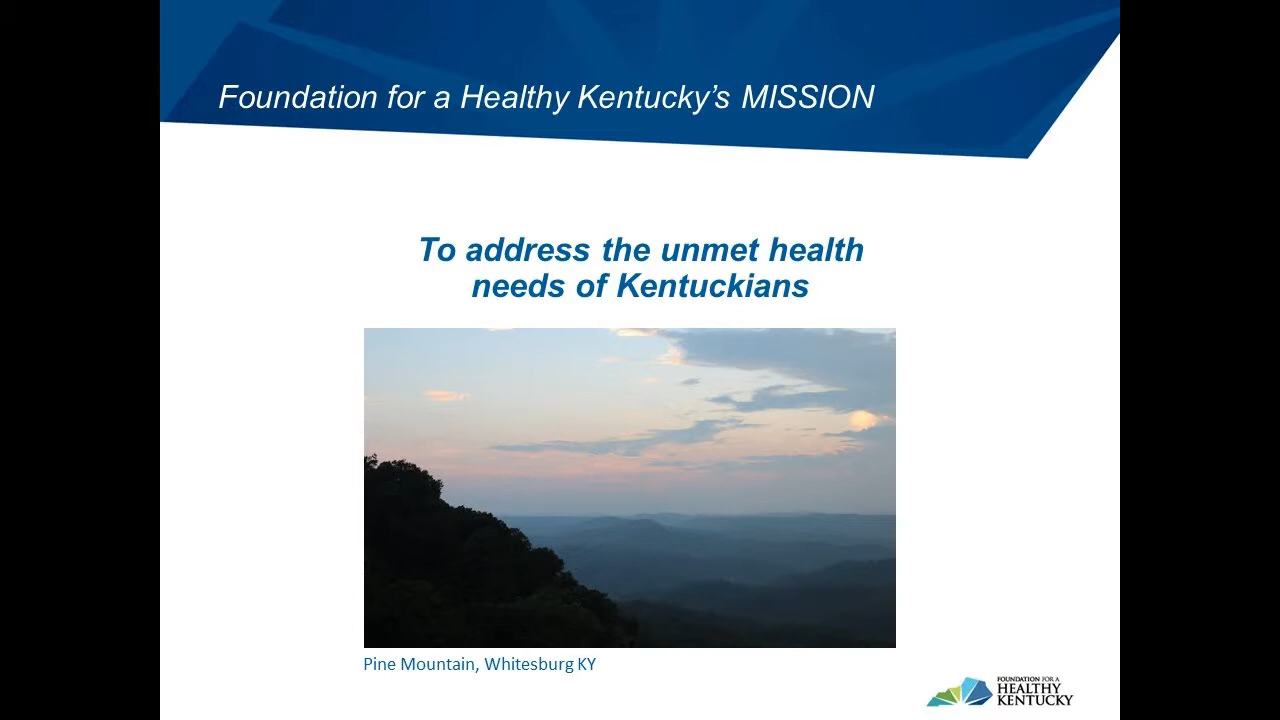 Foundation for a Healthy Kentucky’s MISSION
To address the unmet health
needs of Kentuckians
Pine Mountain, Whitesburg KY
FOUNDATION FOR A
HEALTHY
KENTUCKY